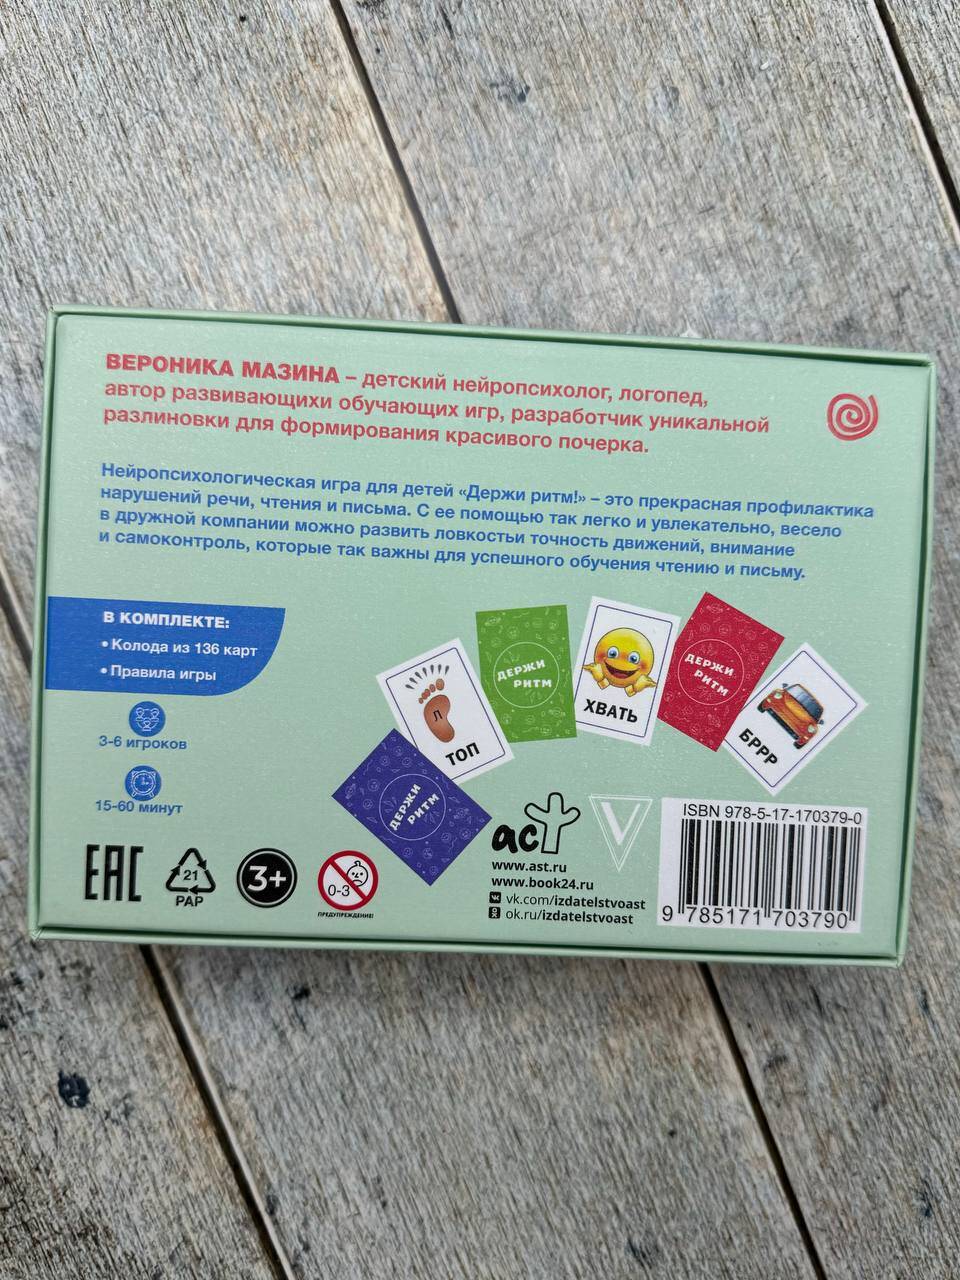 ВЕРОНИКА МАЗИНА – детский нейропсихолог, логопед,
автор развивающихи обучающих игр, разработчик уникальной
разлиновки для формирования красивого почерка.
Нейропсихологическая игра для детей «Держи ритм!» – это прекрасная профилактика
нарушений речи, чтения и письма. С ее помощью так легко и увлекательно, весело
в дружной компании можно развить ловкостьи точность движений, внимание
и самоконтроль, которые так важны для успешного обучения чтению и письму.
В КОМПЛЕКТЕ:
• Колода из 136 карт
• Правила игры
3-6 игроков
15-60 минут
Л
ТОП
ДЕРЖИ
РИТМ
ХВАТЬ
ДЕРЖИ
РИТМ
БРРР
ДЕРЖИ
РИТМ
EAC
21
PAP
3+
0-3
ПРЕДУПРЕЖДЕНИЕ!
аст
www.ast.ru
www.book24.ru
vk.com/izdatelstvoast
ok.ru/izdatelstvoast
V
ISBN 978-5-17-170379-0
9 785171 703790